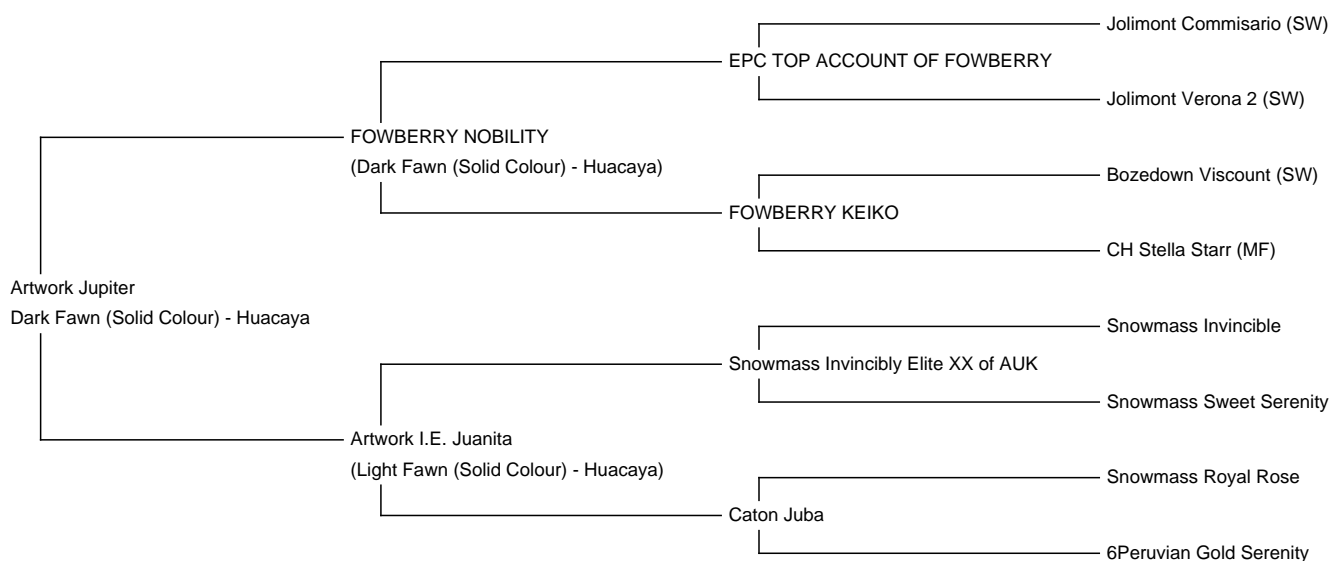 Jolimont Commisario (SW)
EPC TOP ACCOUNT OF FOWBERRY
Jolimont Verona 2 (SW)
FOWBERRY NOBILITY
(Dark Fawn (Solid Colour) - Huacaya)
Bozedown Viscount (SW)
FOWBERRY KEIKO
CH Stella Starr (MF)
Artwork Jupiter
Dark Fawn (Solid Colour) - Huacaya
Snowmass Invincible
Snowmass Invincibly Elite XX of AUK
Snowmass Sweet Serenity
Artwork I.E. Juanita
(Light Fawn (Solid Colour) - Huacaya)
Snowmass Royal Rose
Caton Juba
6Peruvian Gold Serenity